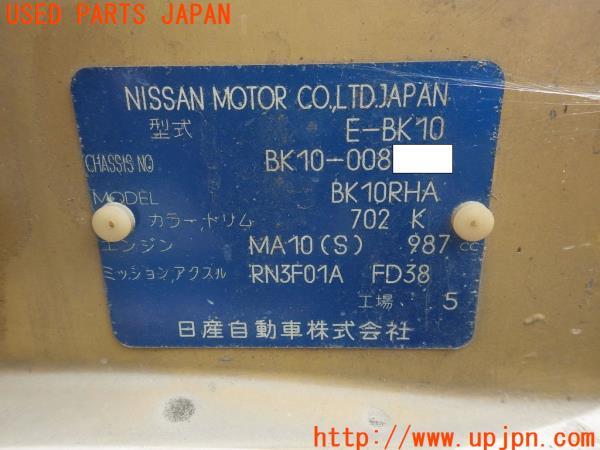 USED PARTS JAPAN
NISSAN MOTOR CO.,LTD.JAPAN
型式 E-BK10
CHASSIS NO BK10-008
MODEL BK10RHA
カラー,トリム 702 K
エンジン MA10(S) 987 cc
ミッション,アクスル RN3F01A FD38
工場、 5
日産自動車株式会社
UPJ http://www.upjpn.com/